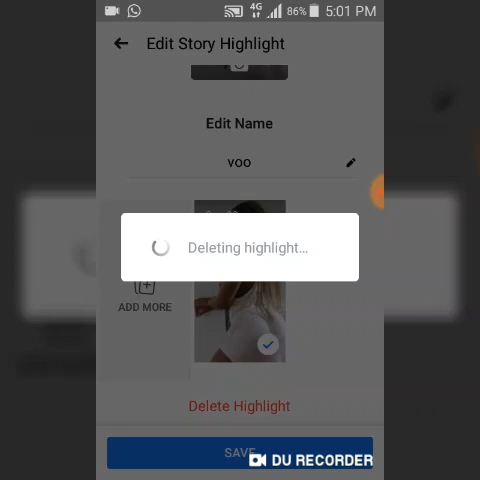 4G 86% 5:01 PM
Edit Story Highlight
Edit Name
voo
Deleting highlight...
ADD MORE
Delete Highlight
SAVE
DU RECORDER